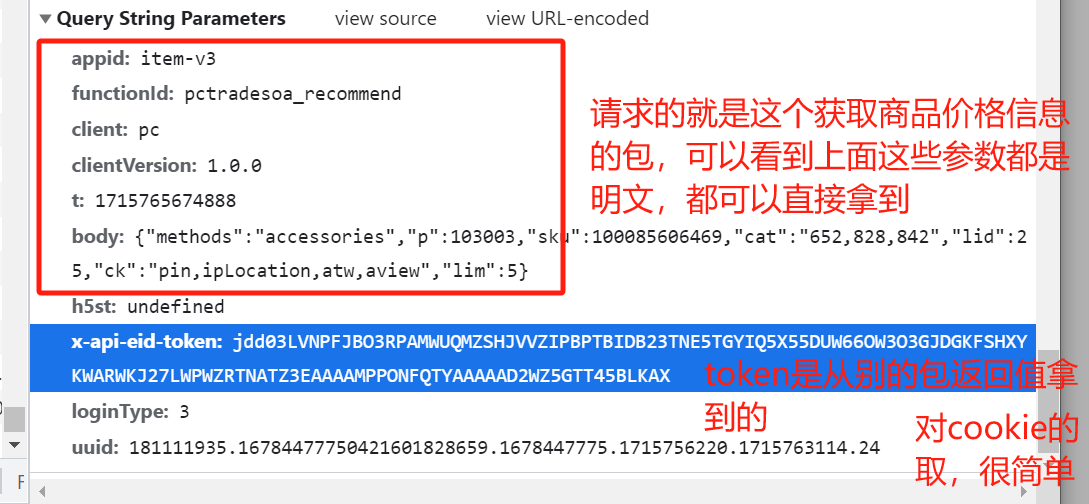 Query String Parameters view source view URL-encoded
appid: item-v3
functionId: pctradesoa_recommend
client: pc
clientVersion: 1.0.0
t: 1715765674888
body: {"methods":"accessories","p":103003,"sku":100085606469,"cat":"652,828,842","lid":2
5,"ck":"pin,ipLocation,atw,aview","lim":5}
请求的就是这个获取商品价格信息
的包，可以看到上面这些参数都是
明文，都可以直接拿到
h5st: undefined
x-api-eid-token: jdd03LVNPFJBO3RPAMWUQMZSHJVVZIPBPTBIDB23TNE5TGYIQ5X55DUW66OW3O3GJDGKFSHXY
KWARWKJ27LWPWZRTNATZ3EAAAAMPPONFQTYAAAAAD2WZ5GTT45BLKAX
token是从别的包返回值拿
到的
loginType: 3
uuid: 181111935.16784477750421601828659.1678447775.1715756220.1715763114.24
对cookie的
取，很简单
F